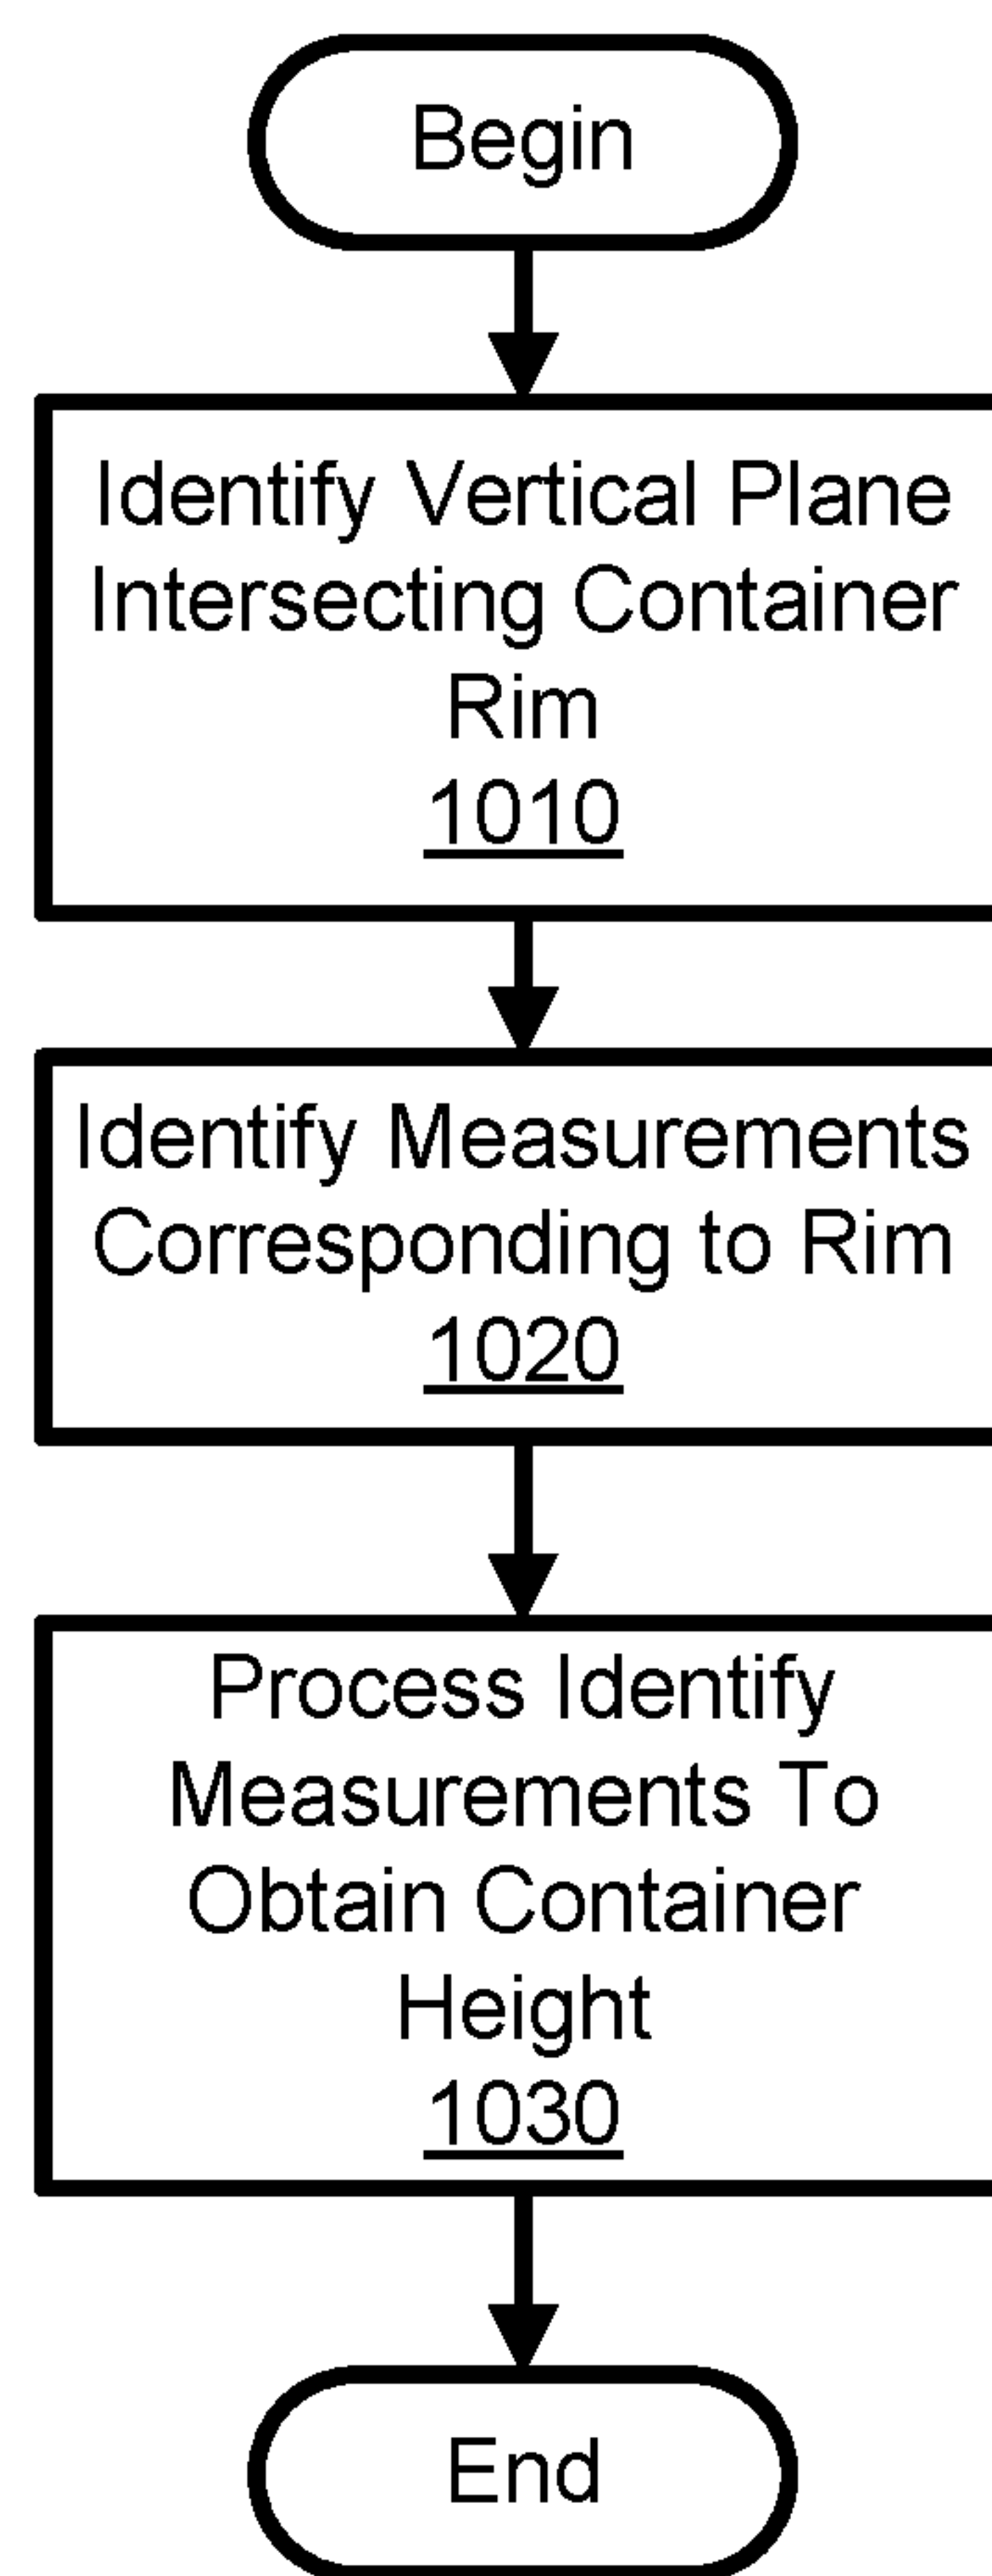 Begin
Identify Vertical Plane
Intersecting Container
Rim
1010
Identify Measurements
Corresponding to Rim
1020
Process Identify
Measurements To
Obtain Container
Height
1030
End